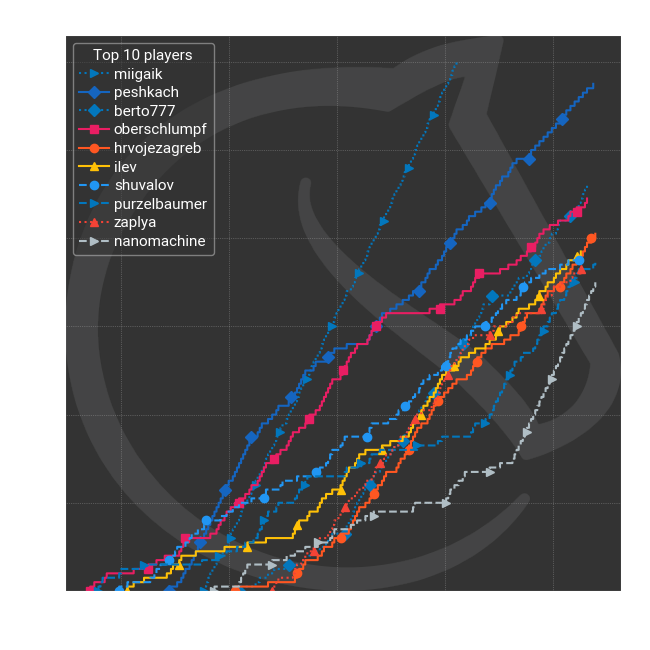 Top 10 players
miigaik
peshkach
berto777
oberschlumpf
hrvojezagreb
ilev
shuvalov
purzelbaumer
zaplya
nanomachine